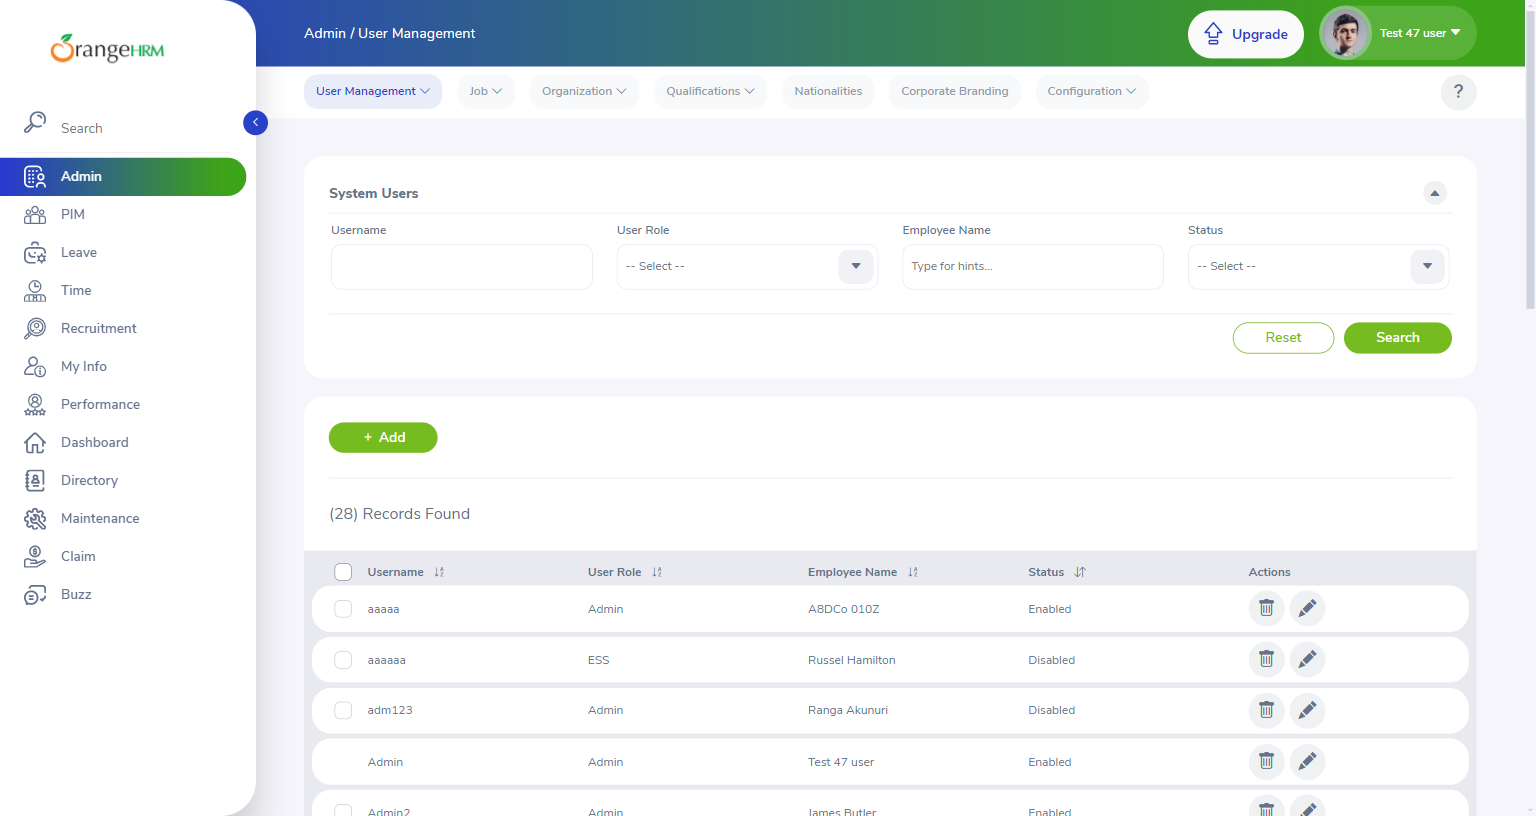 OrangeHRM
Search
Admin
PIM
Leave
Time
Recruitment
My Info
Performance
Dashboard
Directory
Maintenance
Claim
Buzz
Admin / User Management
Upgrade
Test 47 user
User Management
Job
Organization
Qualifications
Nationalities
Corporate Branding
Configuration
?
System Users
Username User Role Employee Name Status
-- Select -- Type for hints... -- Select --
Reset Search
+ Add
(28) Records Found
Username User Role Employee Name Status Actions
aaaaa Admin A8DCo 010Z Enabled
aaaaaa ESS Russel Hamilton Disabled
adm123 Admin Ranga Akunuri Disabled
Admin Admin Test 47 user Enabled
Admin2 Admin James Butler Enabled